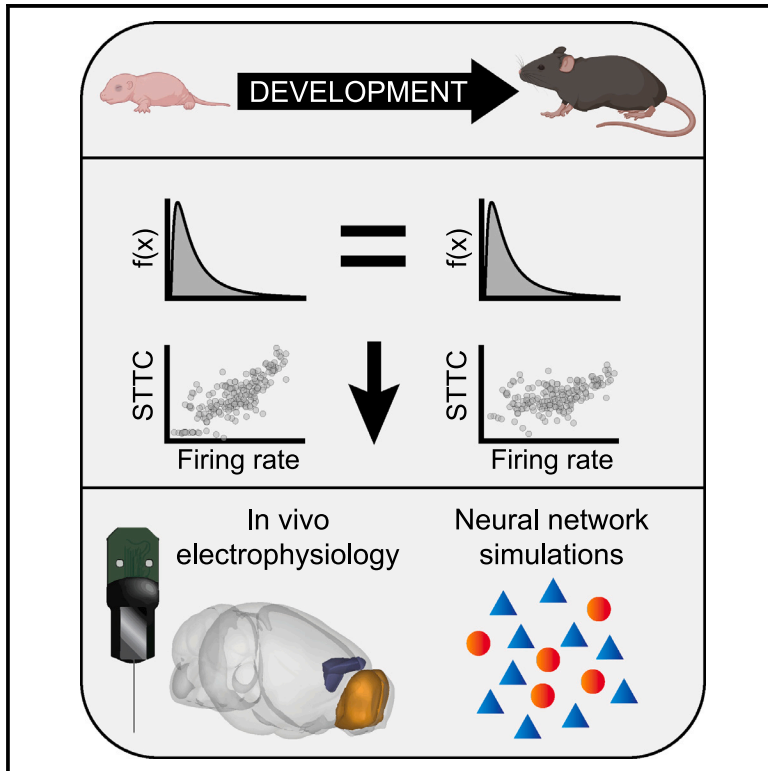 DEVELOPMENT
f(x)
f(x)
STTC
Firing rate
STTC
Firing rate
In vivo
electrophysiology
Neural network
simulations